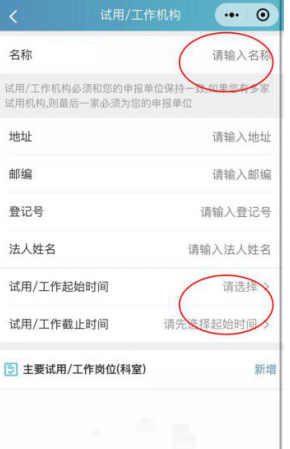 试用/工作机构
名称 请输入名称
试用/工作机构必须和您的申报单位保持一致,如果您有多家
试用机构,则最后一家必须为您的申报单位
地址 请输入地址
邮编 请输入邮编
登记号 请输入登记号
法人姓名 请输入法人姓名
试用/工作起始时间 请选择 >
试用/工作截止时间 请先选择起始时间 >
主要试用/工作岗位(科室) 新增